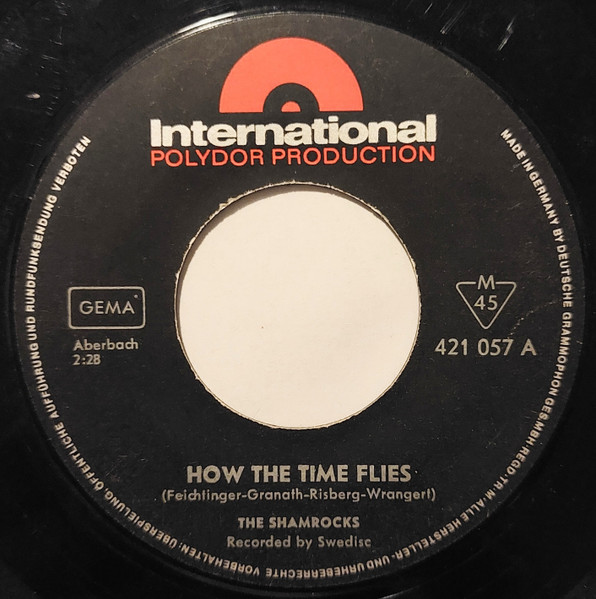 International
POLYDOR PRODUCTION
GEMA
Aberbach
2:28
M
45
421 057 A
HOW THE TIME FLIES
(Feichtinger-Granath-Risberg-Wrangert)
THE SHAMROCKS
Recorded by Swedisc
MADE IN GERMANY BY DEUTSCHE GRAMMOPHON GES.MBH. REGD. TR. M. ALLE HERSTELLER- UND URHEBERRECHTE VORBEHALTEN: ÜBERSPIELUNG ÖFFENTLICHE AUFFÜHRUNG UND RUNDFUNKSENDUNG VERBOTEN